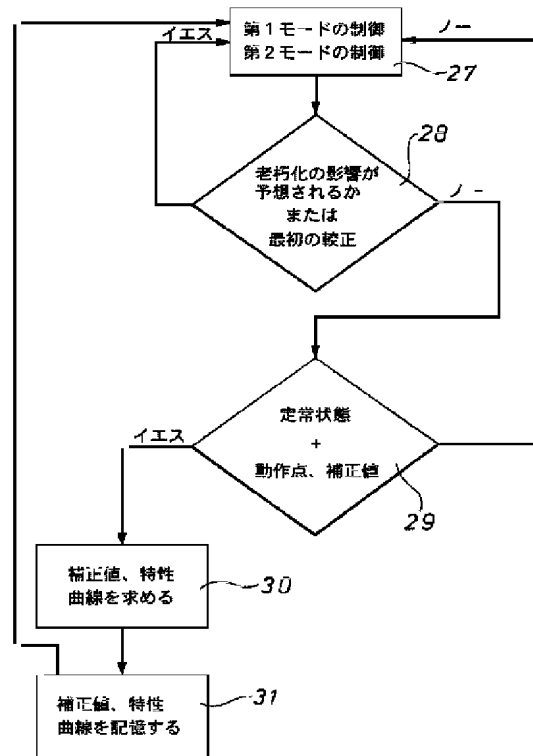 イエス
第1モードの制御
第2モードの制御
ノー
27
28
老朽化の影響が
予想されるか
または
最初の較正
ノー
イエス
定常状態
+
動作点、補正値
29
補正値、特性
曲線を求める
30
補正値、特性
曲線を記憶する
31